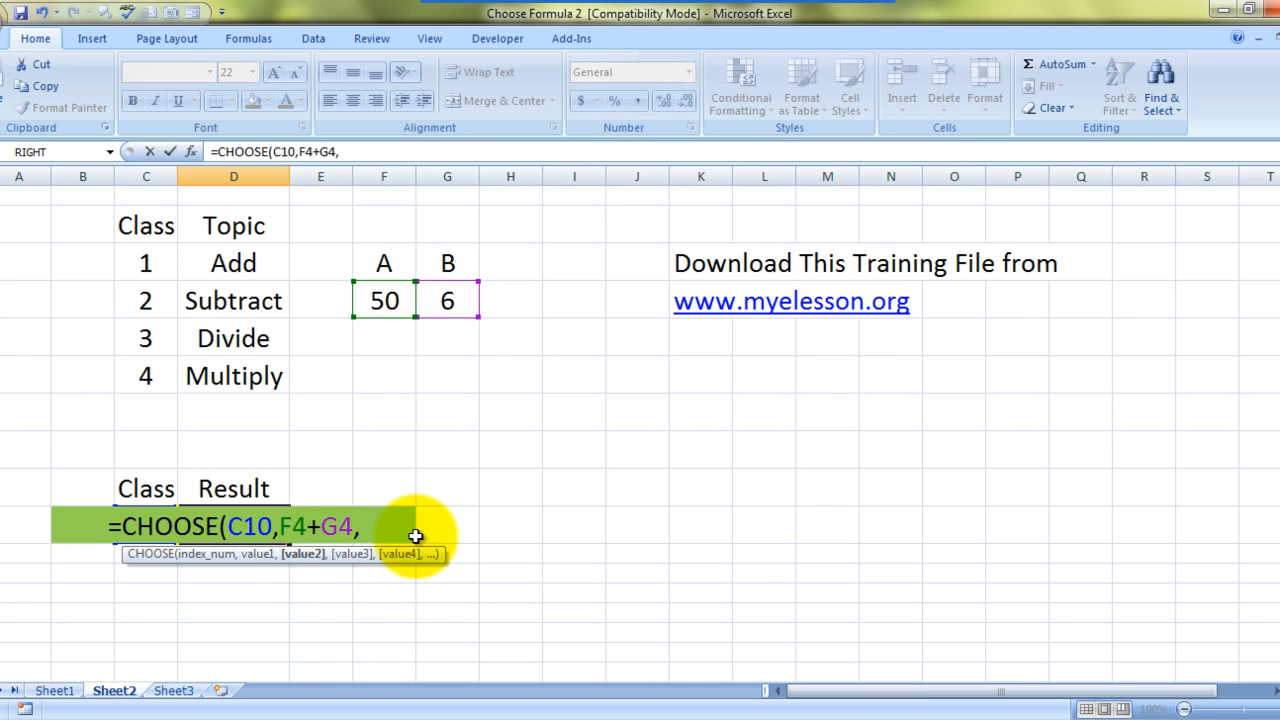 Choose Formula 2 [Compatibility Mode] - Microsoft Excel
Home Insert Page Layout Formulas Data Review View Developer Add-Ins
Cut
Copy
Format Painter
Clipboard
22
B I U A
Font
Wrap Text
Merge & Center
Alignment
General
$ % ,
Number
Conditional Formatting
Format as Table
Cell Styles
Styles
Insert Delete Format
Cells
Σ AutoSum
Fill
Clear
Sort & Filter
Find & Select
Editing
RIGHT fx =CHOOSE(C10,F4+G4,
A B C D E F G H I J K L M N O P Q R S T
Class Topic
1 Add A B Download This Training File from
2 Subtract 50 6 www.myelesson.org
3 Divide
4 Multiply
Class Result
=CHOOSE(C10,F4+G4,
CHOOSE(index_num, value1, [value2], [value3], [value4], ...)
Sheet1 Sheet2 Sheet3
100%